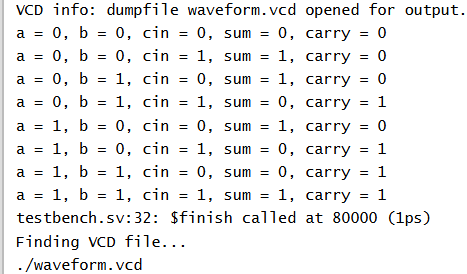 VCD info: dumpfile waveform.vcd opened for output.
a = 0, b = 0, cin = 0, sum = 0, carry = 0
a = 0, b = 0, cin = 1, sum = 1, carry = 0
a = 0, b = 1, cin = 0, sum = 1, carry = 0
a = 0, b = 1, cin = 1, sum = 0, carry = 1
a = 1, b = 0, cin = 0, sum = 1, carry = 0
a = 1, b = 0, cin = 1, sum = 0, carry = 1
a = 1, b = 1, cin = 0, sum = 0, carry = 1
a = 1, b = 1, cin = 1, sum = 1, carry = 1
testbench.sv:32: $finish called at 80000 (1ps)
Finding VCD file...
./waveform.vcd